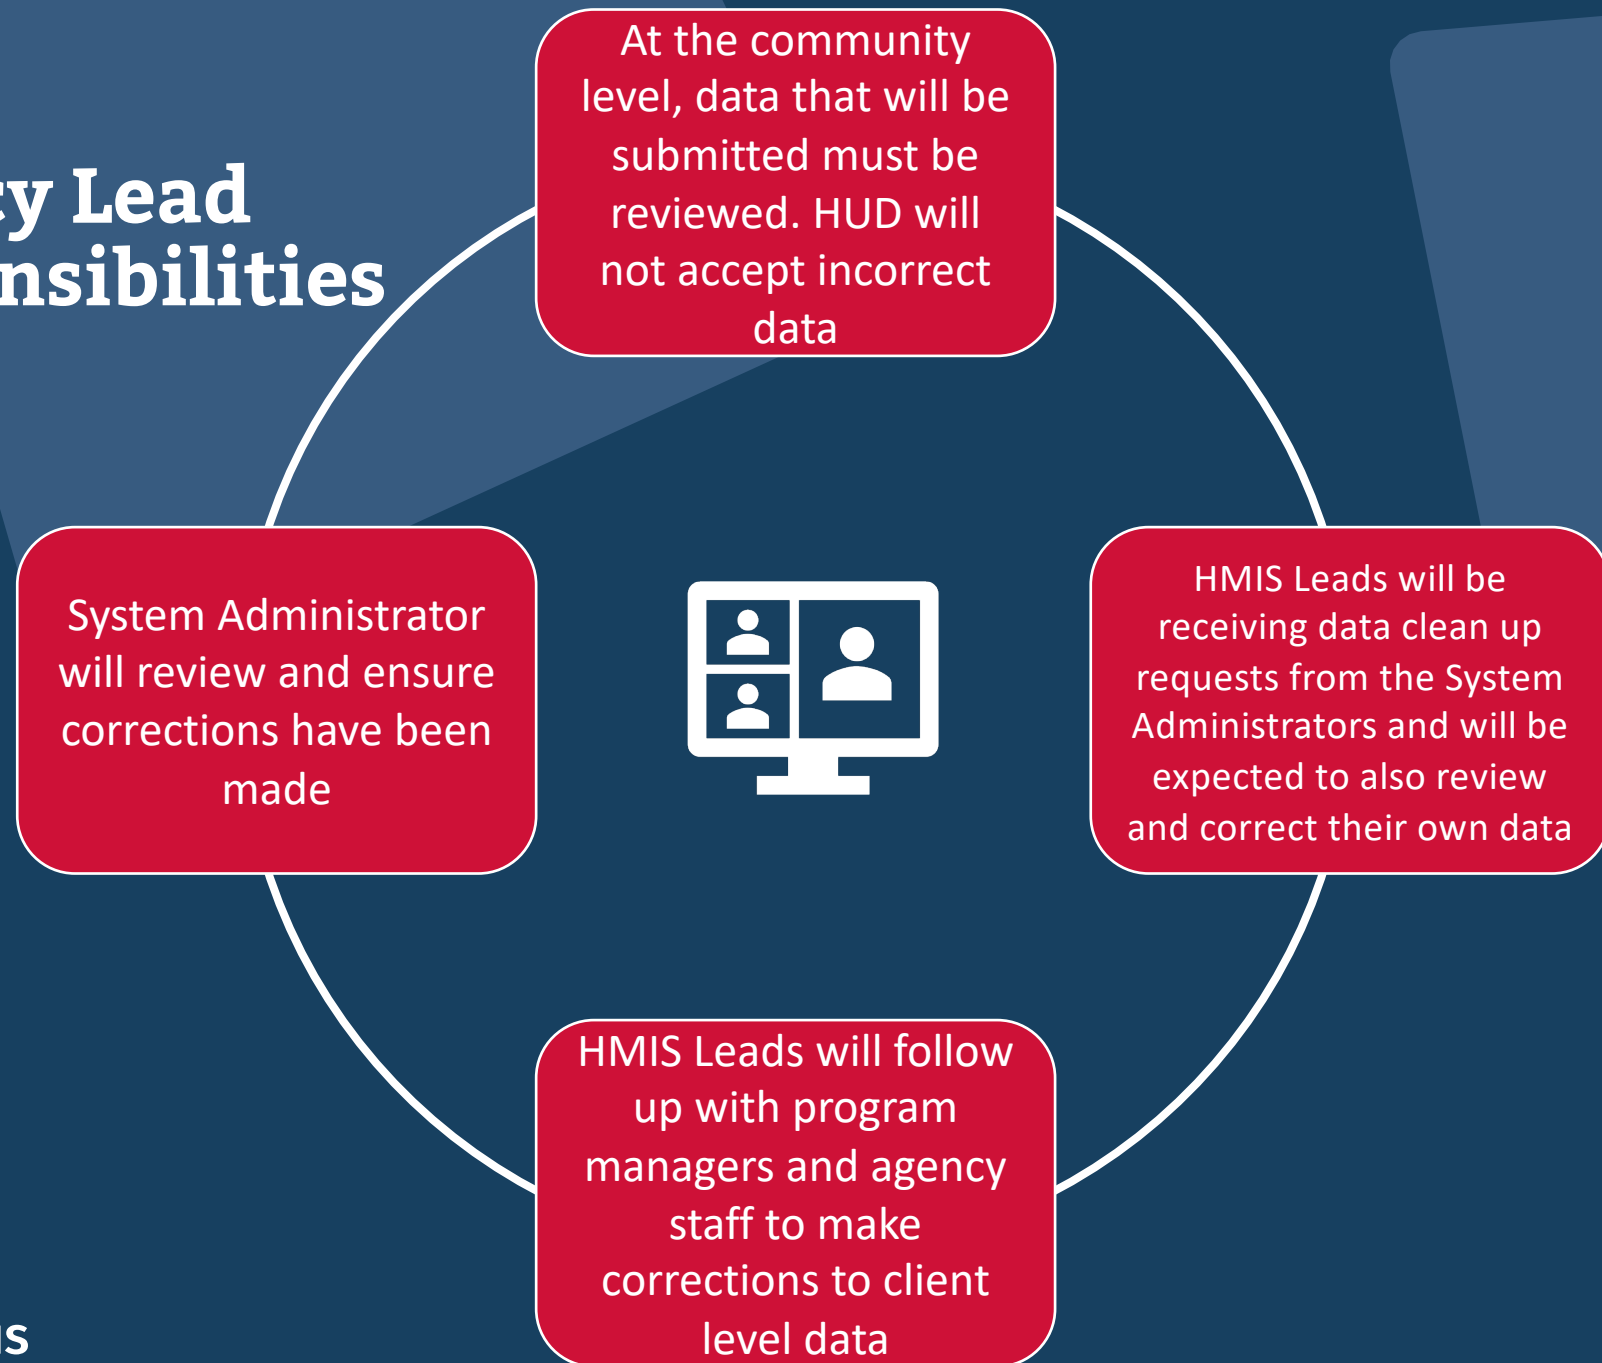 cy Lead
nsibilities
At the community
level, data that will be
submitted must be
reviewed. HUD will
not accept incorrect
data
HMIS Leads will be
receiving data clean up
requests from the System
Administrators and will be
expected to also review
and correct their own data
HMIS Leads will follow
up with program
managers and agency
staff to make
corrections to client
level data
System Administrator
will review and ensure
corrections have been
made